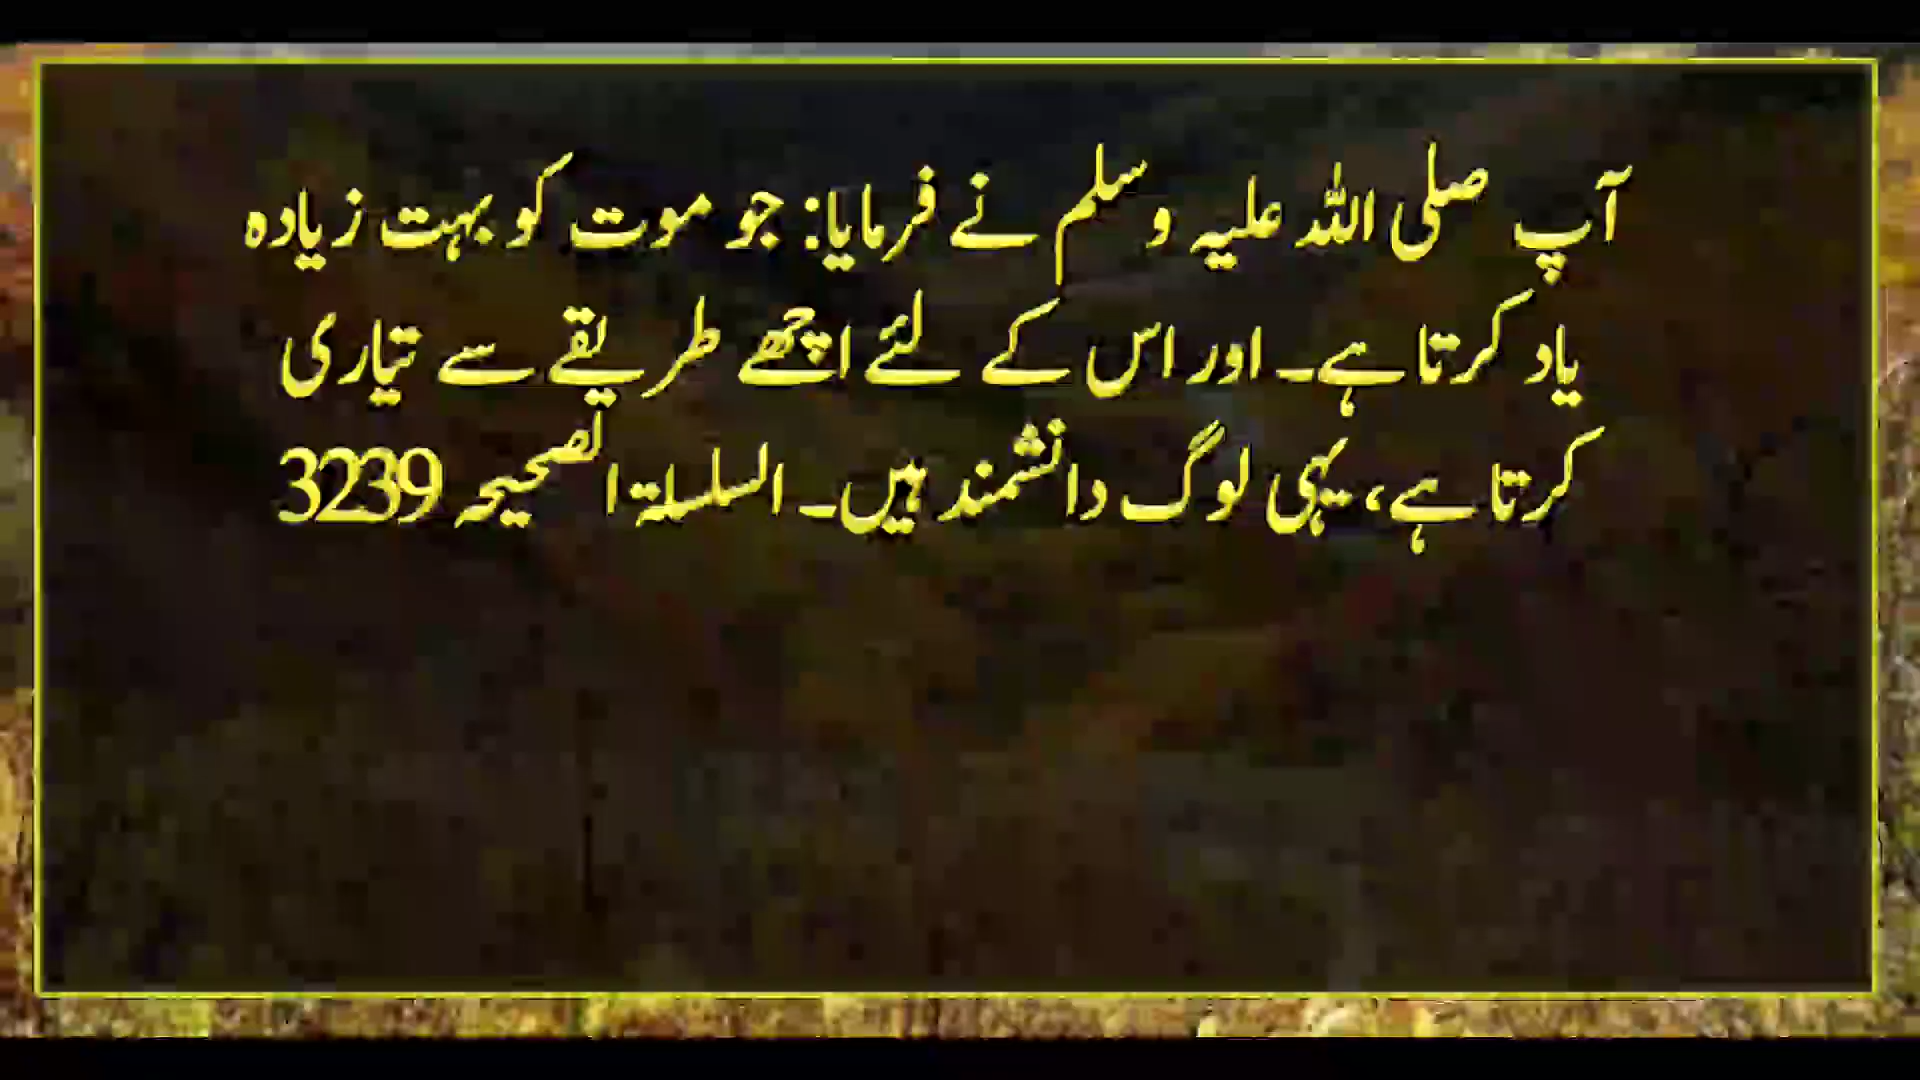 آپ صلی اللہ علیہ وسلم نے فرمایا: جو موت کو بہت زیادہ
یاد کرتا ہے۔ اور اس کے لئے اچھے طریقے سے تیاری
کرتا ہے، یہی لوگ دانشمند ہیں۔ السلسلۃ الصحیحہ 3239